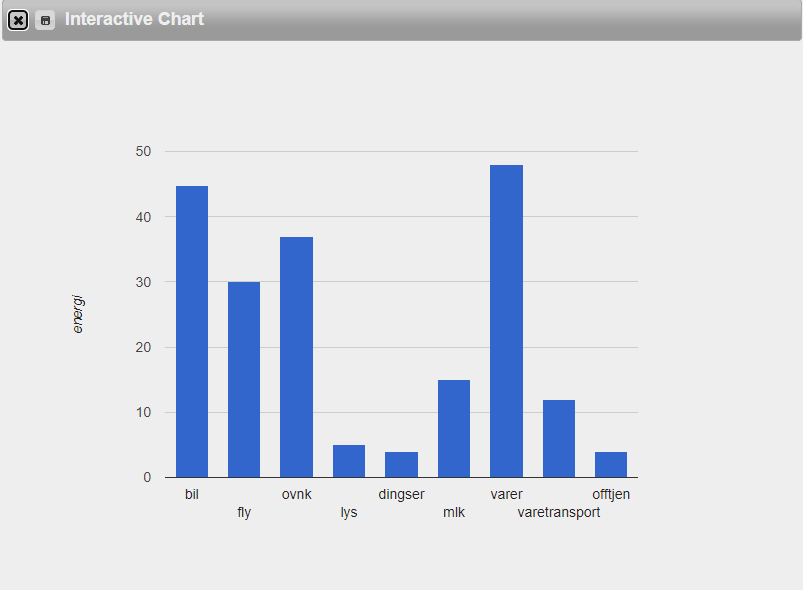 Interactive Chart
50
40
30
20
10
0
energi
bil
fly
ovnk
lys
dingser
mlk
varer
varetransport
offtjen